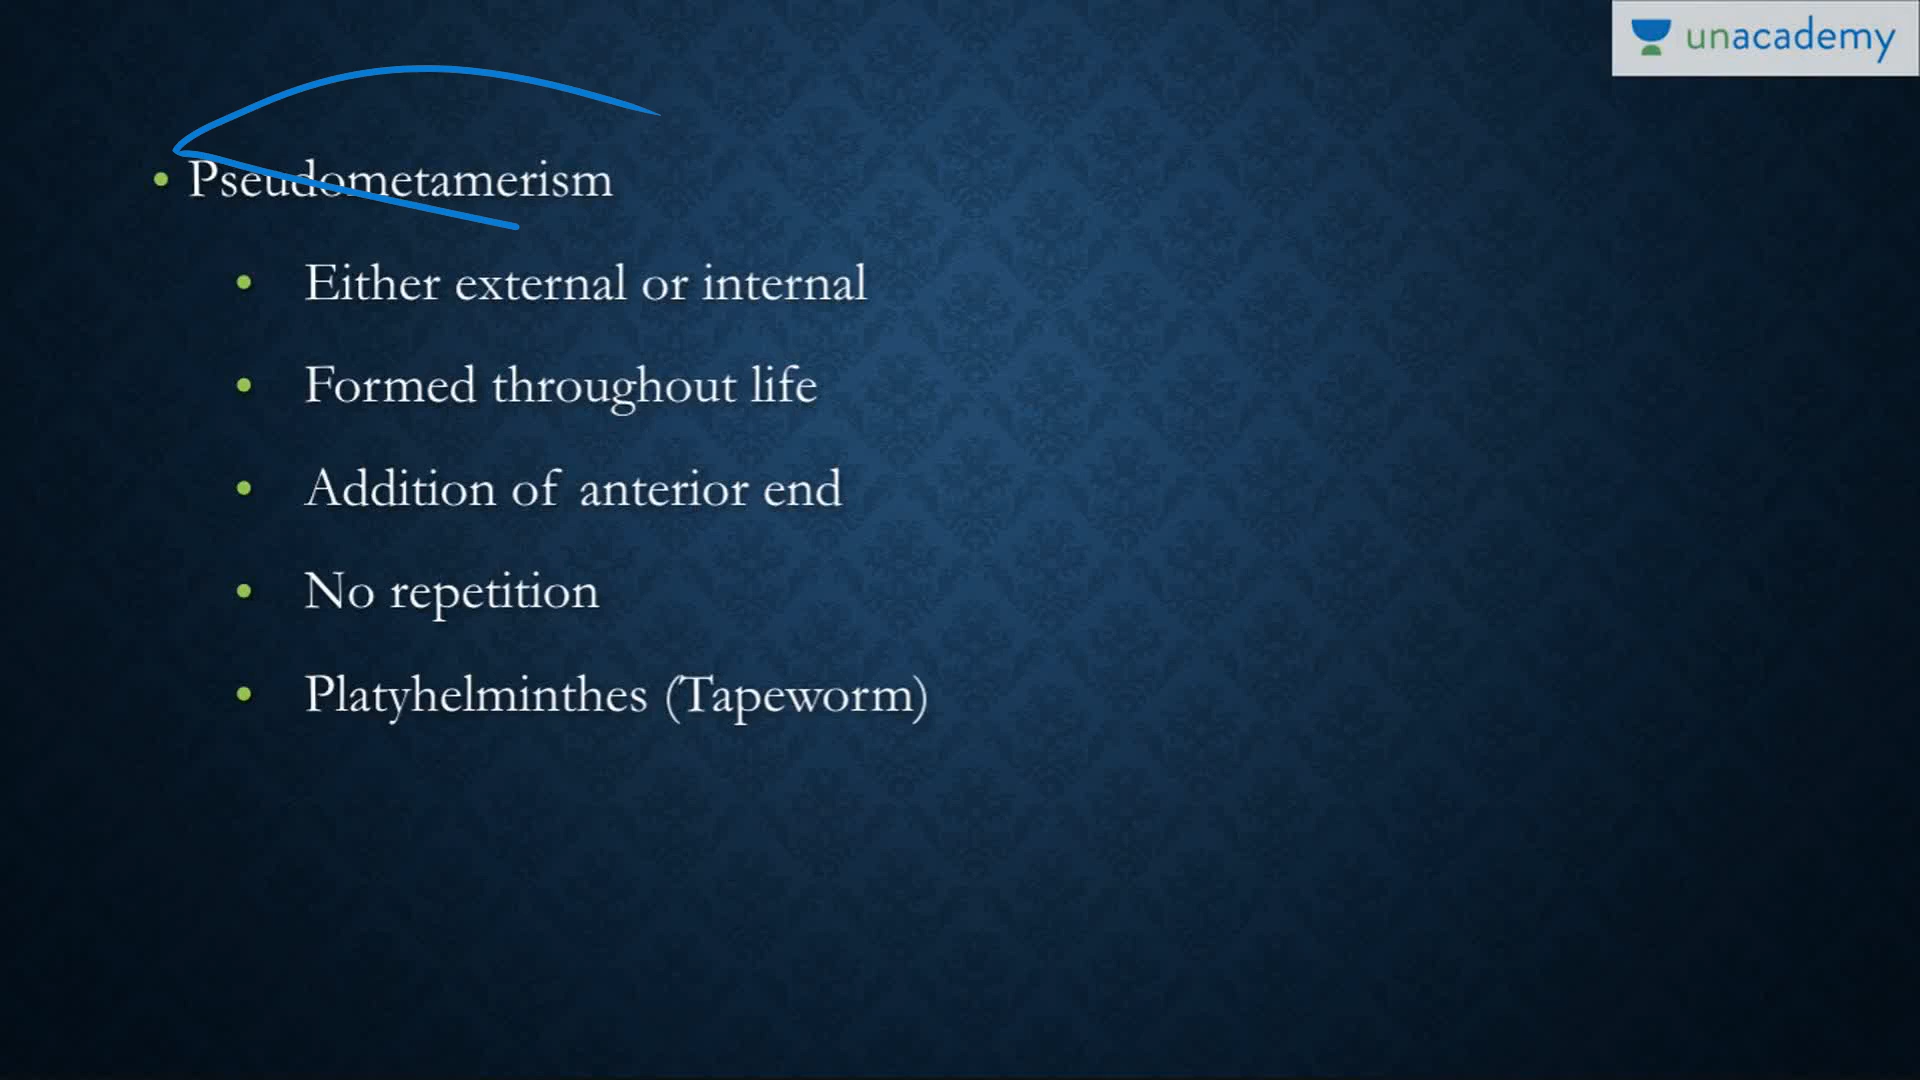 unacademy
• Pseudometamerism
• Either external or internal
• Formed throughout life
• Addition of anterior end
• No repetition
• Platyhelminthes (Tapeworm)